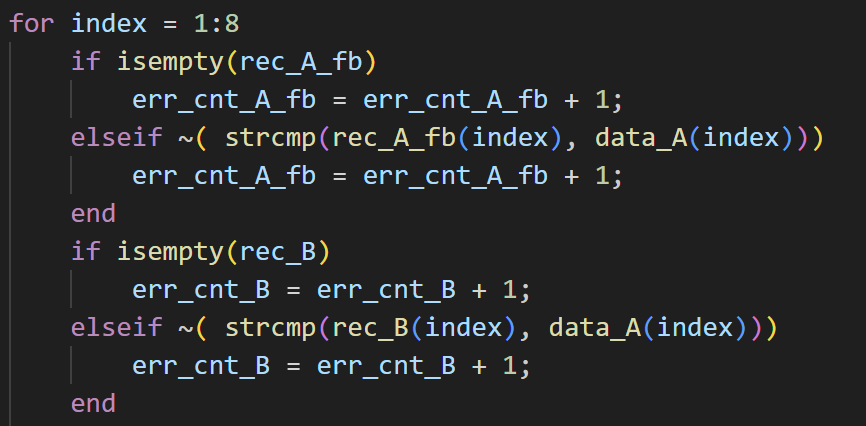 for index = 1:8
    if isempty(rec_A_fb)
        err_cnt_A_fb = err_cnt_A_fb + 1;
    elseif ~( strcmp(rec_A_fb(index), data_A(index)))
        err_cnt_A_fb = err_cnt_A_fb + 1;
    end
    if isempty(rec_B)
        err_cnt_B = err_cnt_B + 1;
    elseif ~( strcmp(rec_B(index), data_A(index)))
        err_cnt_B = err_cnt_B + 1;
    end